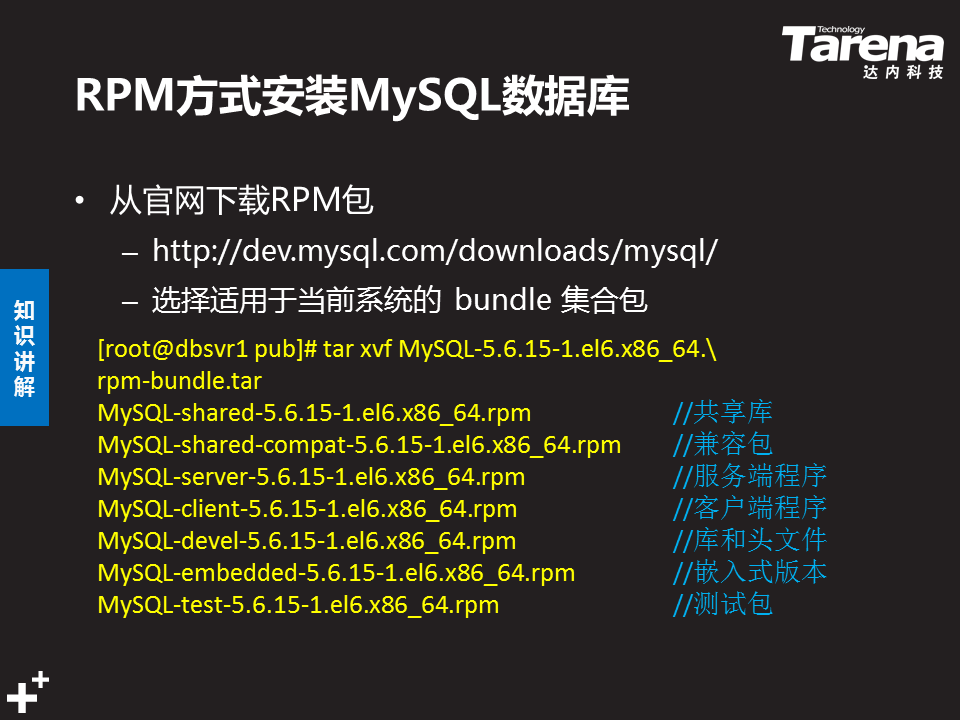 Technology
Tarena
达内科技
RPM方式安装MySQL数据库
• 从官网下载RPM包
– http://dev.mysql.com/downloads/mysql/
– 选择适用于当前系统的 bundle 集合包
知识讲解
[root@dbsvr1 pub]# tar xvf MySQL-5.6.15-1.el6.x86_64.\
rpm-bundle.tar
MySQL-shared-5.6.15-1.el6.x86_64.rpm //共享库
MySQL-shared-compat-5.6.15-1.el6.x86_64.rpm //兼容包
MySQL-server-5.6.15-1.el6.x86_64.rpm //服务端程序
MySQL-client-5.6.15-1.el6.x86_64.rpm //客户端程序
MySQL-devel-5.6.15-1.el6.x86_64.rpm //库和头文件
MySQL-embedded-5.6.15-1.el6.x86_64.rpm //嵌入式版本
MySQL-test-5.6.15-1.el6.x86_64.rpm //测试包